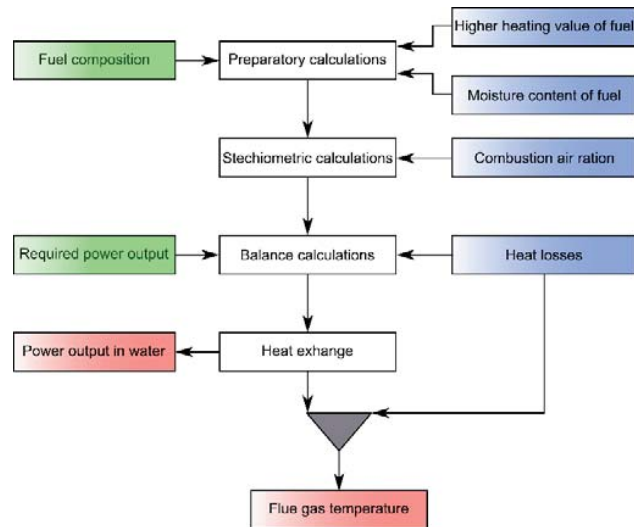 Higher heating value of fuel
Fuel composition
Preparatory calculations
Moisture content of fuel
Stechiometric calculations
Combustion air ration
Required power output
Balance calculations
Heat losses
Power output in water
Heat exhange
Flue gas temperature